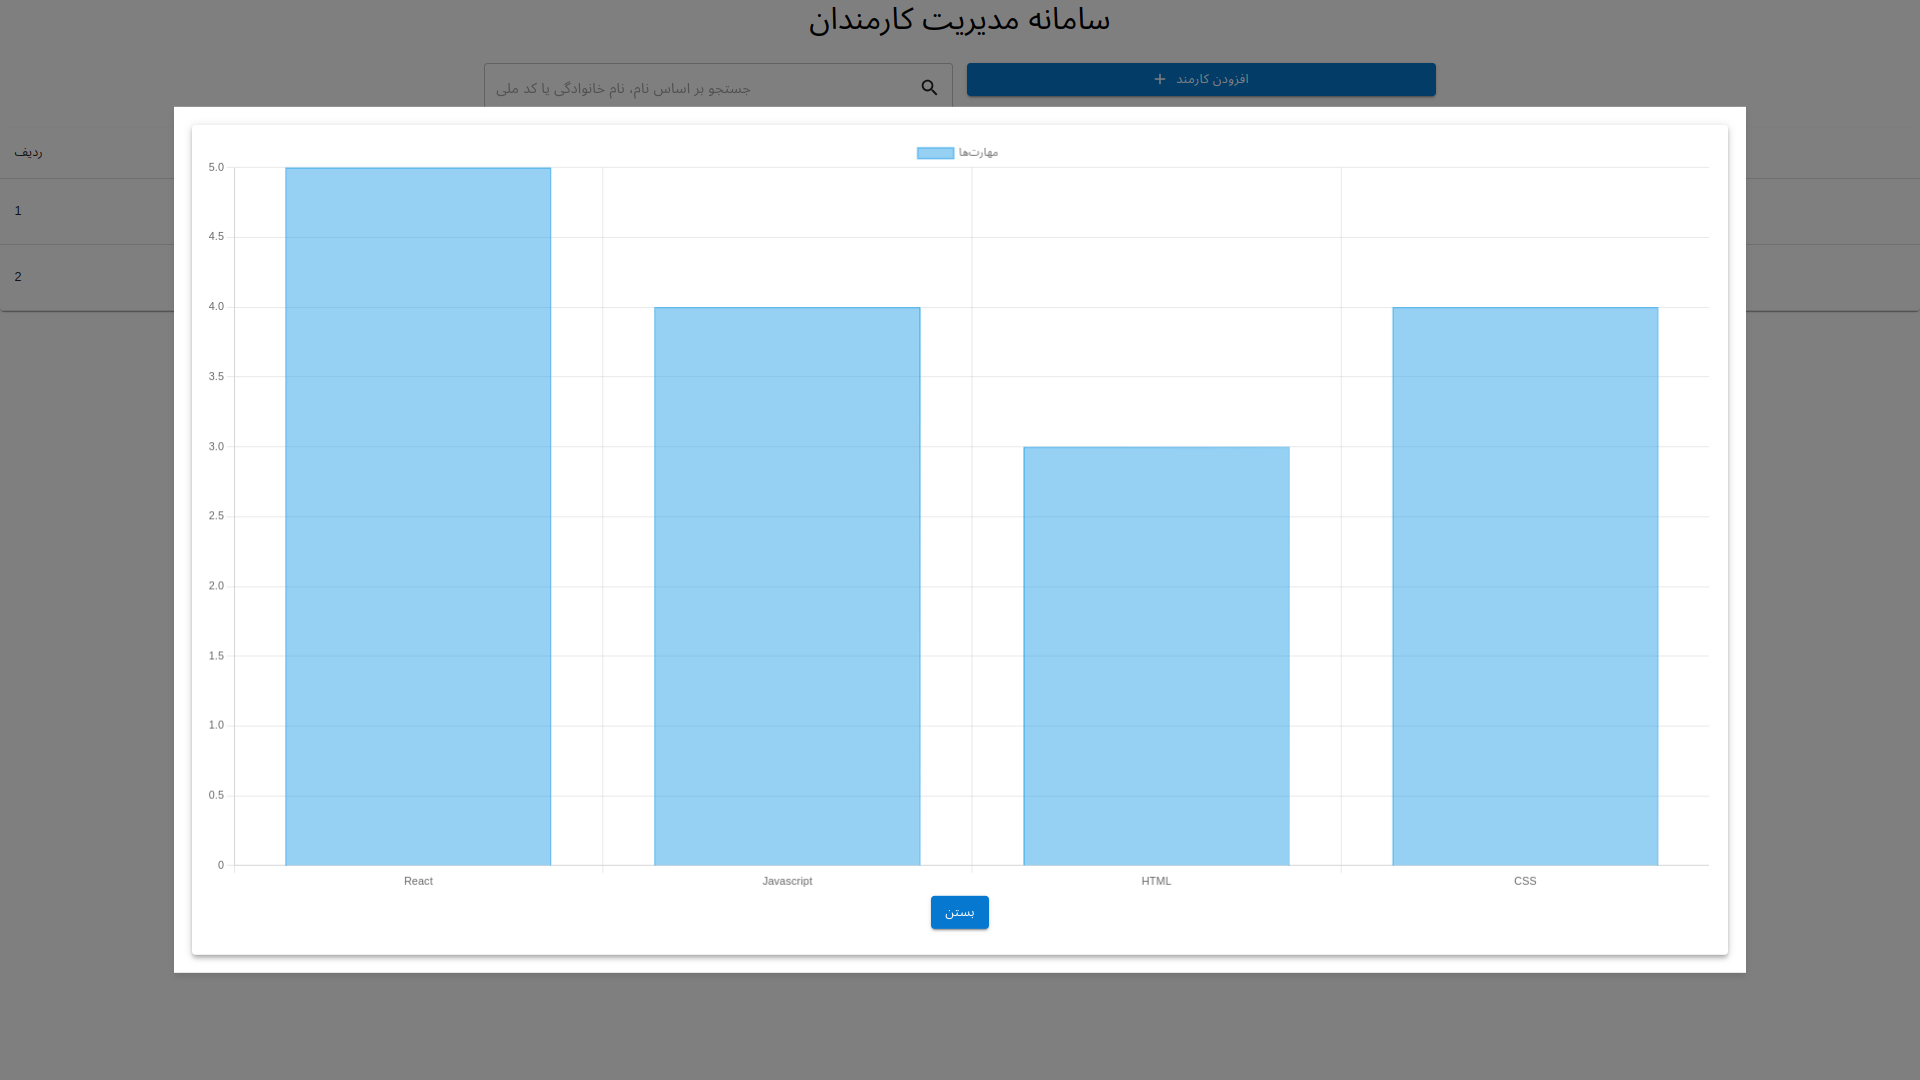 سامانه مدیریت کارمندان
افزودن کارمند
جستجو بر اساس نام، نام خانوادگی یا کد ملی
ردیف
1
2
مهارت‌ها
5.0
4.5
4.0
3.5
3.0
2.5
2.0
1.5
1.0
0.5
0
React Javascript HTML CSS
بستن